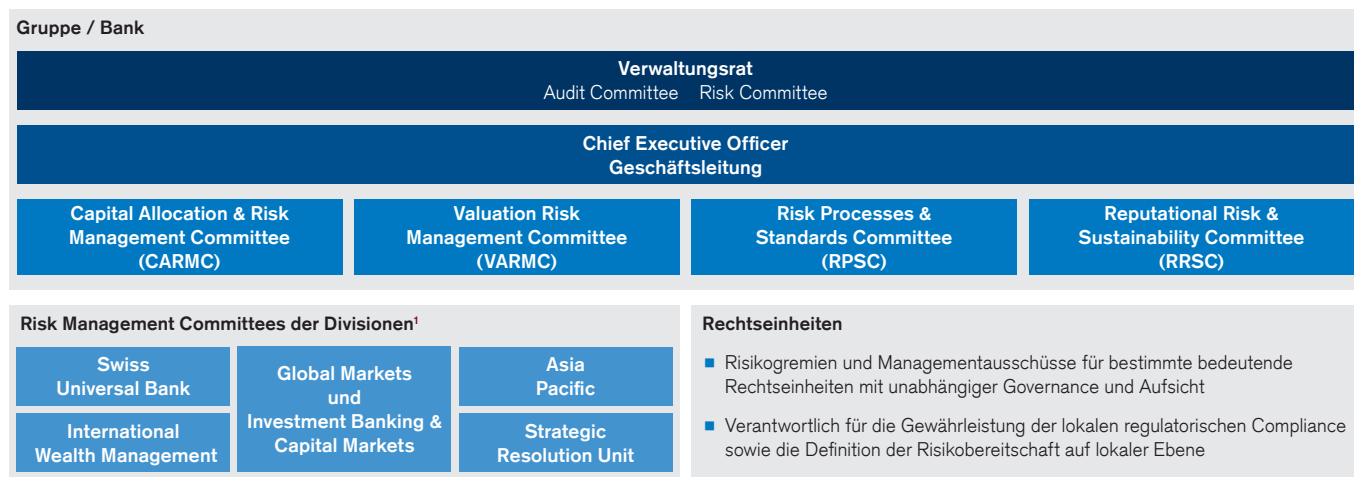 Gruppe / Bank
Verwaltungsrat
Audit Committee Risk Committee
Chief Executive Officer
Geschäftsleitung
Capital Allocation & Risk
Management Committee
(CARMC)
Valuation Risk
Management Committee
(VARMC)
Risk Processes &
Standards Committee
(RPSC)
Reputational Risk &
Sustainability Committee
(RRSC)
Risk Management Committees der Divisionen¹
Swiss
Universal Bank
International
Wealth Management
Global Markets
und
Investment Banking &
Capital Markets
Asia
Pacific
Strategic
Resolution Unit
Rechtseinheiten
Risikogremien und Managementausschüsse für bestimmte bedeutende
Rechtseinheiten mit unabhängiger Governance und Aufsicht
Verantwortlich für die Gewährleistung der lokalen regulatorischen Compliance
sowie die Definition der Risikobereitschaft auf lokaler Ebene